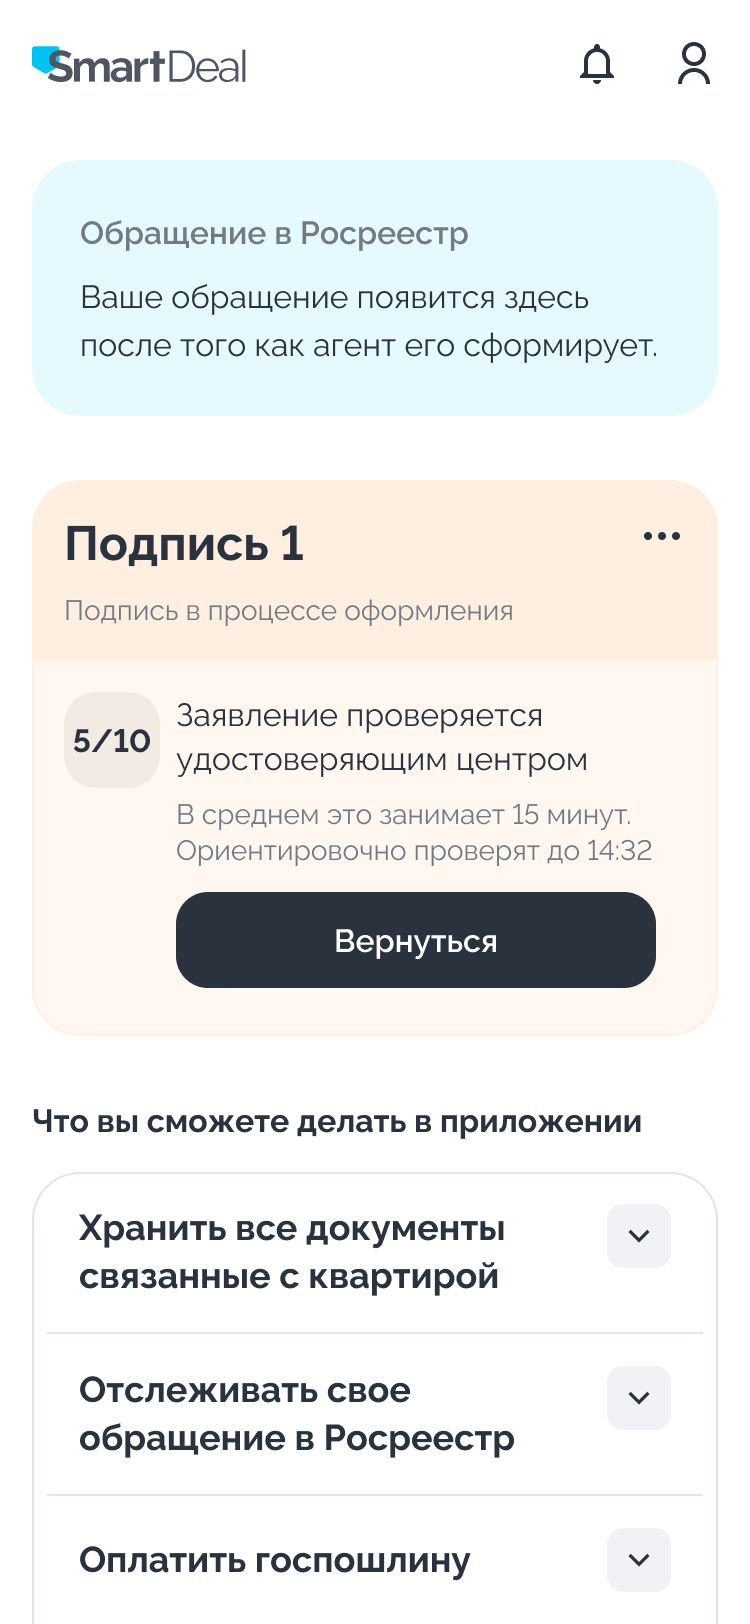 SmartDeal
Обращение в Росреестр
Ваше обращение появится здесь
после того как агент его сформирует.
Подпись 1
Подпись в процессе оформления
5/10
Заявление проверяется
удостоверяющим центром
В среднем это занимает 15 минут.
Ориентировочно проверят до 14:32
Вернуться
Что вы сможете делать в приложении
Хранить все документы
связанные с квартирой
Отслеживать свое
обращение в Росреестр
Оплатить госпошлину